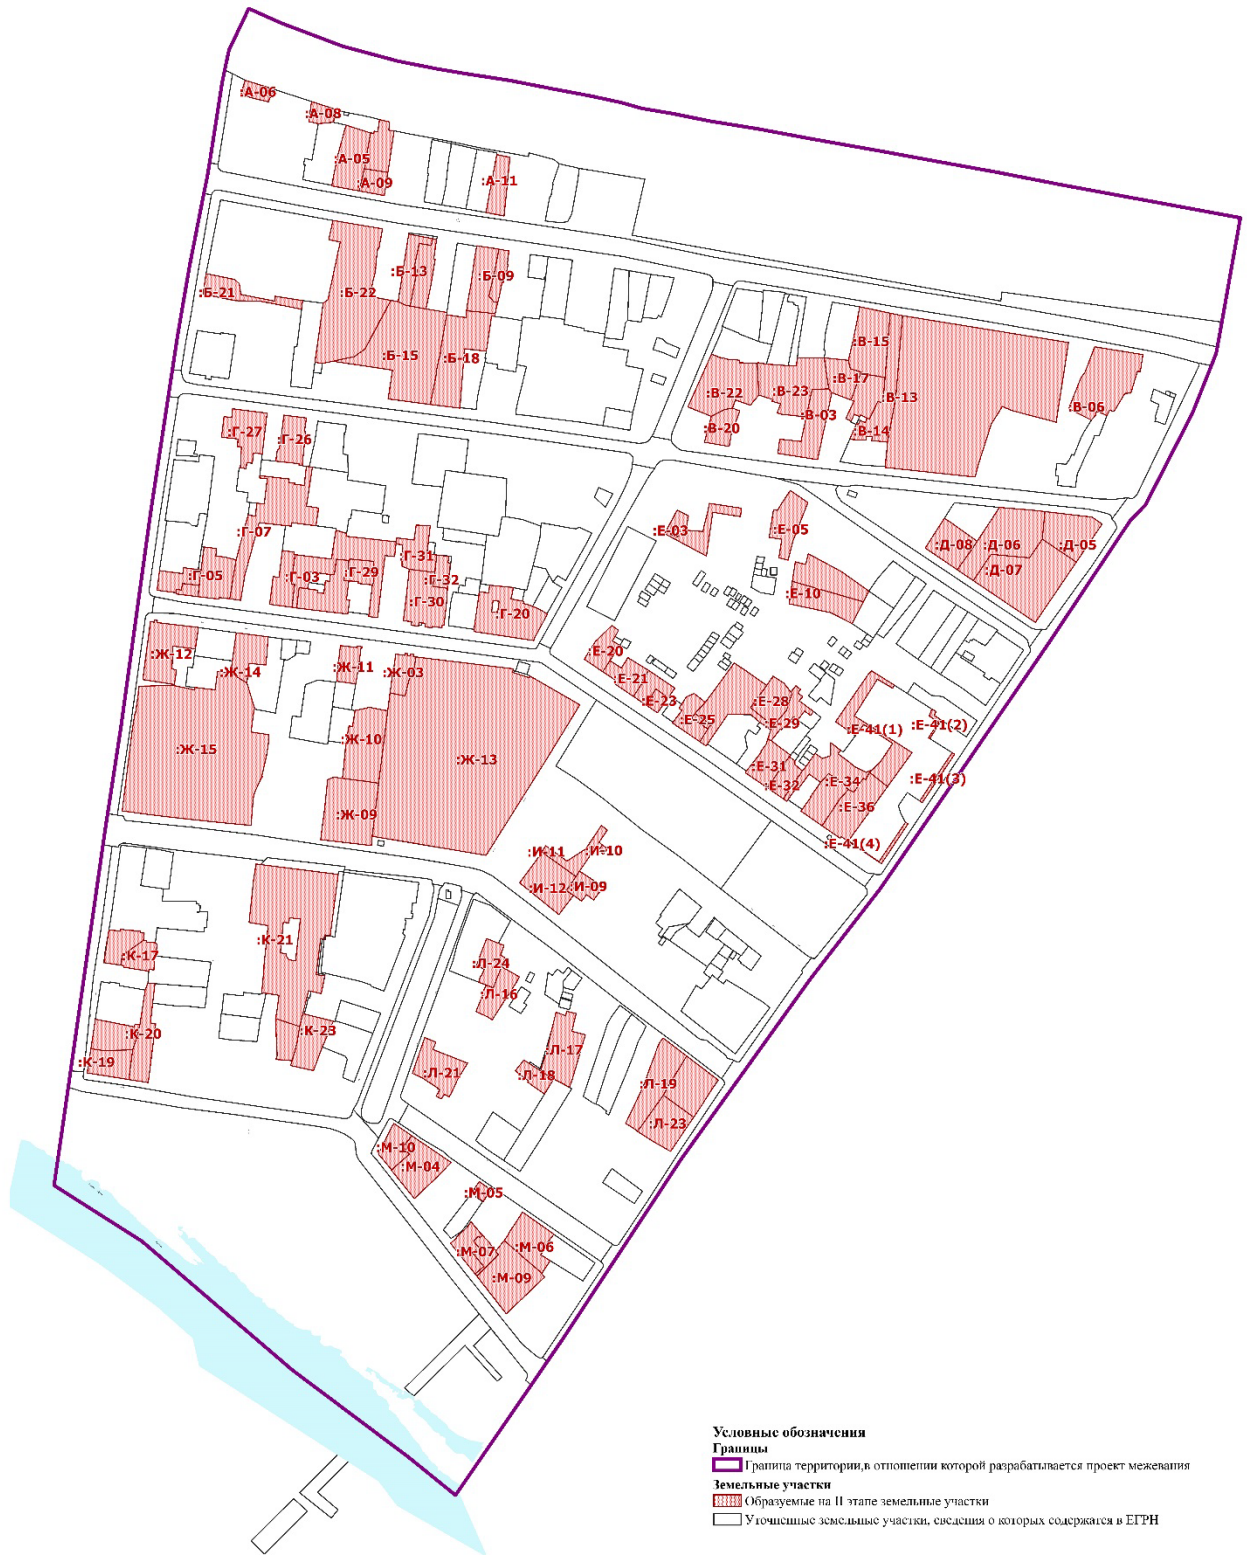 :А-06
:А-08
:А-05
:А-09
:А-11
:Б-21
:Б-22
:Б-13
:Б-09
:Б-15
:Б-18
:В-15
:В-17
:В-22
:В-23
:В-13
:В-03
:В-06
:В-20
:В-14
:Г-27
:Г-26
:Г-07
:Г-05
:Г-03
:Г-29
:Г-31
:Г-32
:Г-30
:Г-20
:Е-03
:Е-05
:Е-10
:Д-08
:Д-06
:Д-05
:Д-07
:Е-20
:Е-21
:Е-23
:Е-25
:Е-28
:Е-29
:Е-31
:Е-32
:Е-34
:Е-36
:Е-41(1)
:Е-41(2)
:Е-41(3)
:Е-41(4)
:Ж-12
:Ж-14
:Ж-11
:Ж-03
:Ж-15
:Ж-10
:Ж-13
:Ж-09
:И-11
:И-10
:И-12
:И-09
:К-17
:К-21
:К-20
:К-23
:К-19
:Л-24
:Л-16
:Л-17
:Л-18
:Л-21
:Л-19
:Л-23
:М-10
:М-04
:М-05
:М-07
:М-06
:М-09
Условные обозначения
Границы
Граница территории,в отношении которой разрабатывается проект межевания
Земельные участки
Образуемые на II этапе земельные участки
Уточненные земельные участки, сведения о которых содержатся в ЕГРН